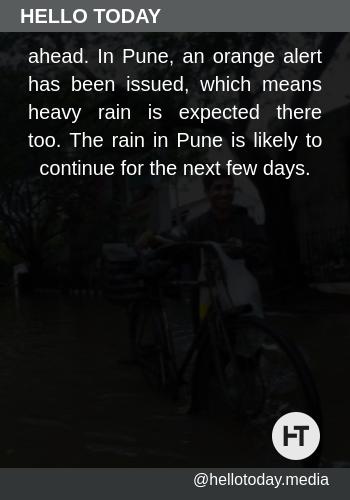 HELLO TODAY
ahead. In Pune, an orange alert
has been issued, which means
heavy rain is expected there
too. The rain in Pune is likely to
continue for the next few days.
HT
@hellotoday.media